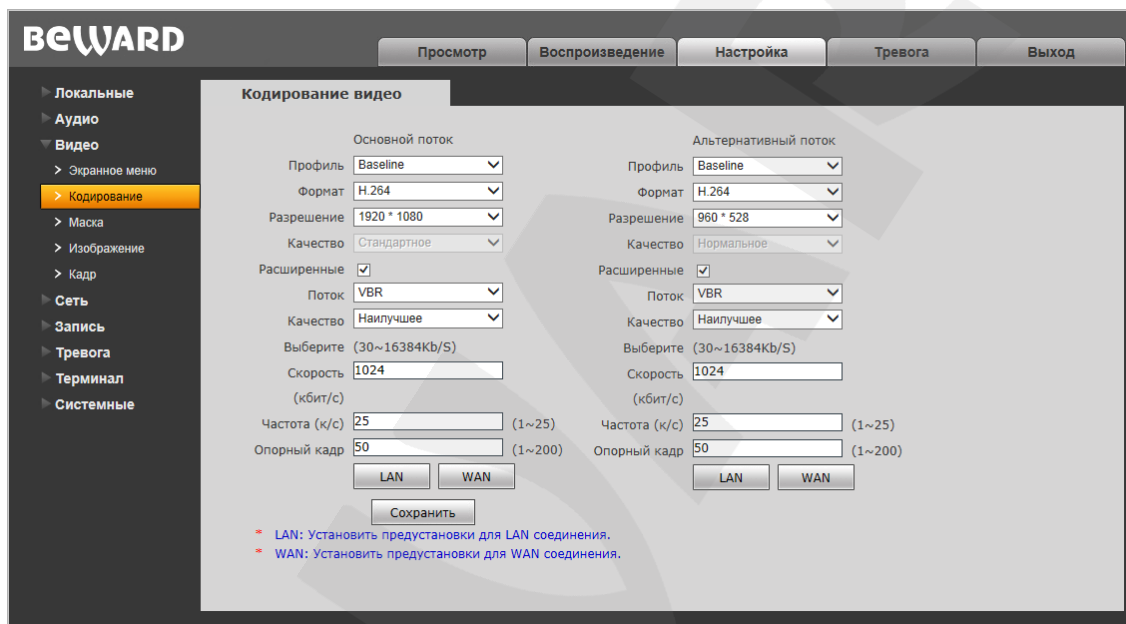 BEWARD
Просмотр Воспроизведение Настройка Тревога Выход
Локальные
Аудио
Видео
> Экранное меню
> Кодирование
> Маска
> Изображение
> Кадр
Сеть
Запись
Тревога
Терминал
Системные
Кодирование видео
Основной поток
Профиль Baseline
Формат H.264
Разрешение 1920 * 1080
Качество Стандартное
Расширенные
Поток VBR
Качество Наилучшее
Выберите (30~16384Kb/S)
Скорость 1024
(кбит/с)
Частота (к/с) 25 (1~25)
Опорный кадр 50 (1~200)
LAN WAN
Альтернативный поток
Профиль Baseline
Формат H.264
Разрешение 960 * 528
Качество Нормальное
Расширенные
Поток VBR
Качество Наилучшее
Выберите (30~16384Kb/S)
Скорость 1024
(кбит/с)
Частота (к/с) 25 (1~25)
Опорный кадр 50 (1~200)
LAN WAN
Сохранить
* LAN: Установить предустановки для LAN соединения.
* WAN: Установить предустановки для WAN соединения.